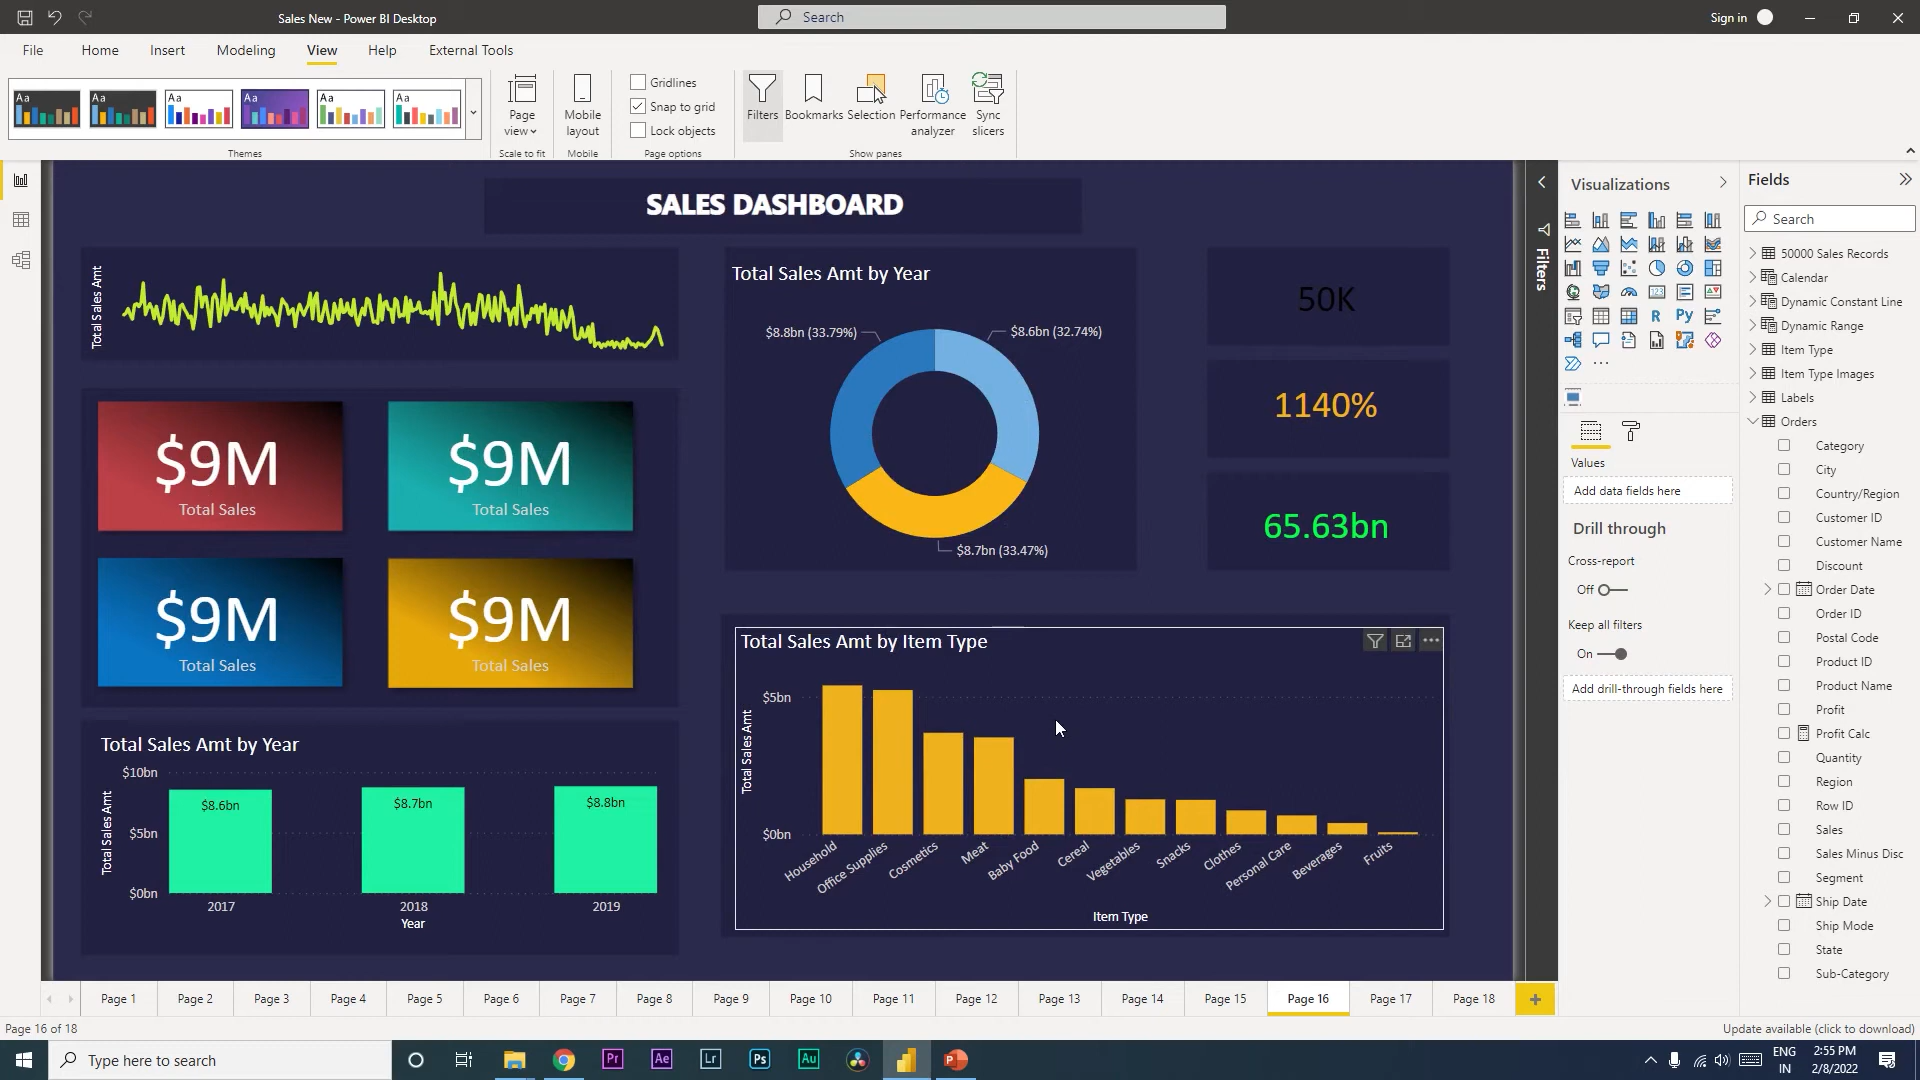 Sales New - Power BI Desktop
Search
Sign in
File
Home
Insert
Modeling
View
Help
External Tools
Aa
Aa
Aa
Aa
Aa
Aa
Themes
Page
view
Scale to fit
Mobile
layout
Mobile
Gridlines
Snap to grid
Lock objects
Page options
Filters
Bookmarks
Selection
Performance
analyzer
Sync
slicers
Show panes
SALES DASHBOARD
Total Sales Amt
$9M
Total Sales
$9M
Total Sales
$9M
Total Sales
$9M
Total Sales
Total Sales Amt by Year
Total Sales Amt
$10bn
$5bn
$0bn
$8.6bn
$8.7bn
$8.8bn
2017
2018
2019
Year
Total Sales Amt by Year
$8.8bn (33.79%)
$8.6bn (32.74%)
$8.7bn (33.47%)
50K
1140%
65.63bn
Total Sales Amt by Item Type
Total Sales Amt
$5bn
$0bn
Household
Office Supplies
Cosmetics
Meat
Baby Food
Cereal
Vegetables
Snacks
Clothes
Personal Care
Beverages
Fruits
Item Type
Filters
Visualizations
123
R
Py
Values
Add data fields here
Drill through
Cross-report
Off
Keep all filters
On
Add drill-through fields here
Fields
Search
50000 Sales Records
Calendar
Dynamic Constant Line
Dynamic Range
Item Type
Item Type Images
Labels
Orders
Category
City
Country/Region
Customer ID
Customer Name
Discount
Order Date
Order ID
Postal Code
Product ID
Product Name
Profit
Profit Calc
Quantity
Region
Row ID
Sales
Sales Minus Disc
Segment
Ship Date
Ship Mode
State
Sub-Category
Page 1
Page 2
Page 3
Page 4
Page 5
Page 6
Page 7
Page 8
Page 9
Page 10
Page 11
Page 12
Page 13
Page 14
Page 15
Page 16
Page 17
Page 18
Page 16 of 18
Update available (click to download)
Type here to search
Pr
Ae
Lr
Ps
Au
P
ENG
IN
2:55 PM
2/8/2022